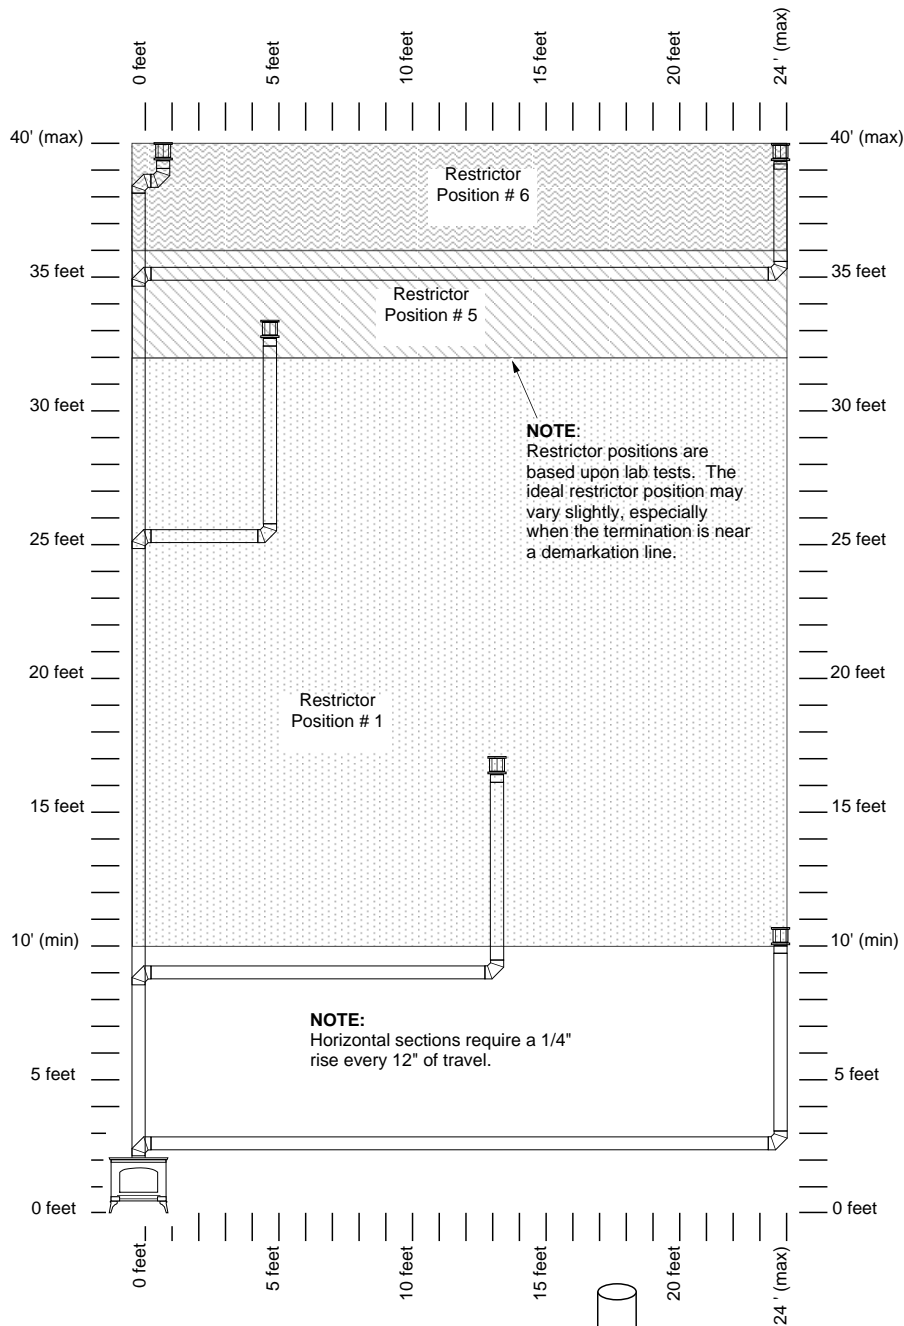 0 feet
5 feet
10 feet
15 feet
20 feet
24 ' (max)
40' (max)
40' (max)
Restrictor
Position # 6
35 feet
35 feet
Restrictor
Position # 5
30 feet
30 feet
NOTE:
Restrictor positions are
based upon lab tests. The
ideal restrictor position may
vary slightly, especially
when the termination is near
a demarkation line.
25 feet
25 feet
20 feet
20 feet
Restrictor
Position # 1
15 feet
15 feet
10' (min)
10' (min)
NOTE:
Horizontal sections require a 1/4"
rise every 12" of travel.
5 feet
5 feet
0 feet
0 feet
0 feet
5 feet
10 feet
15 feet
20 feet
24 ' (max)